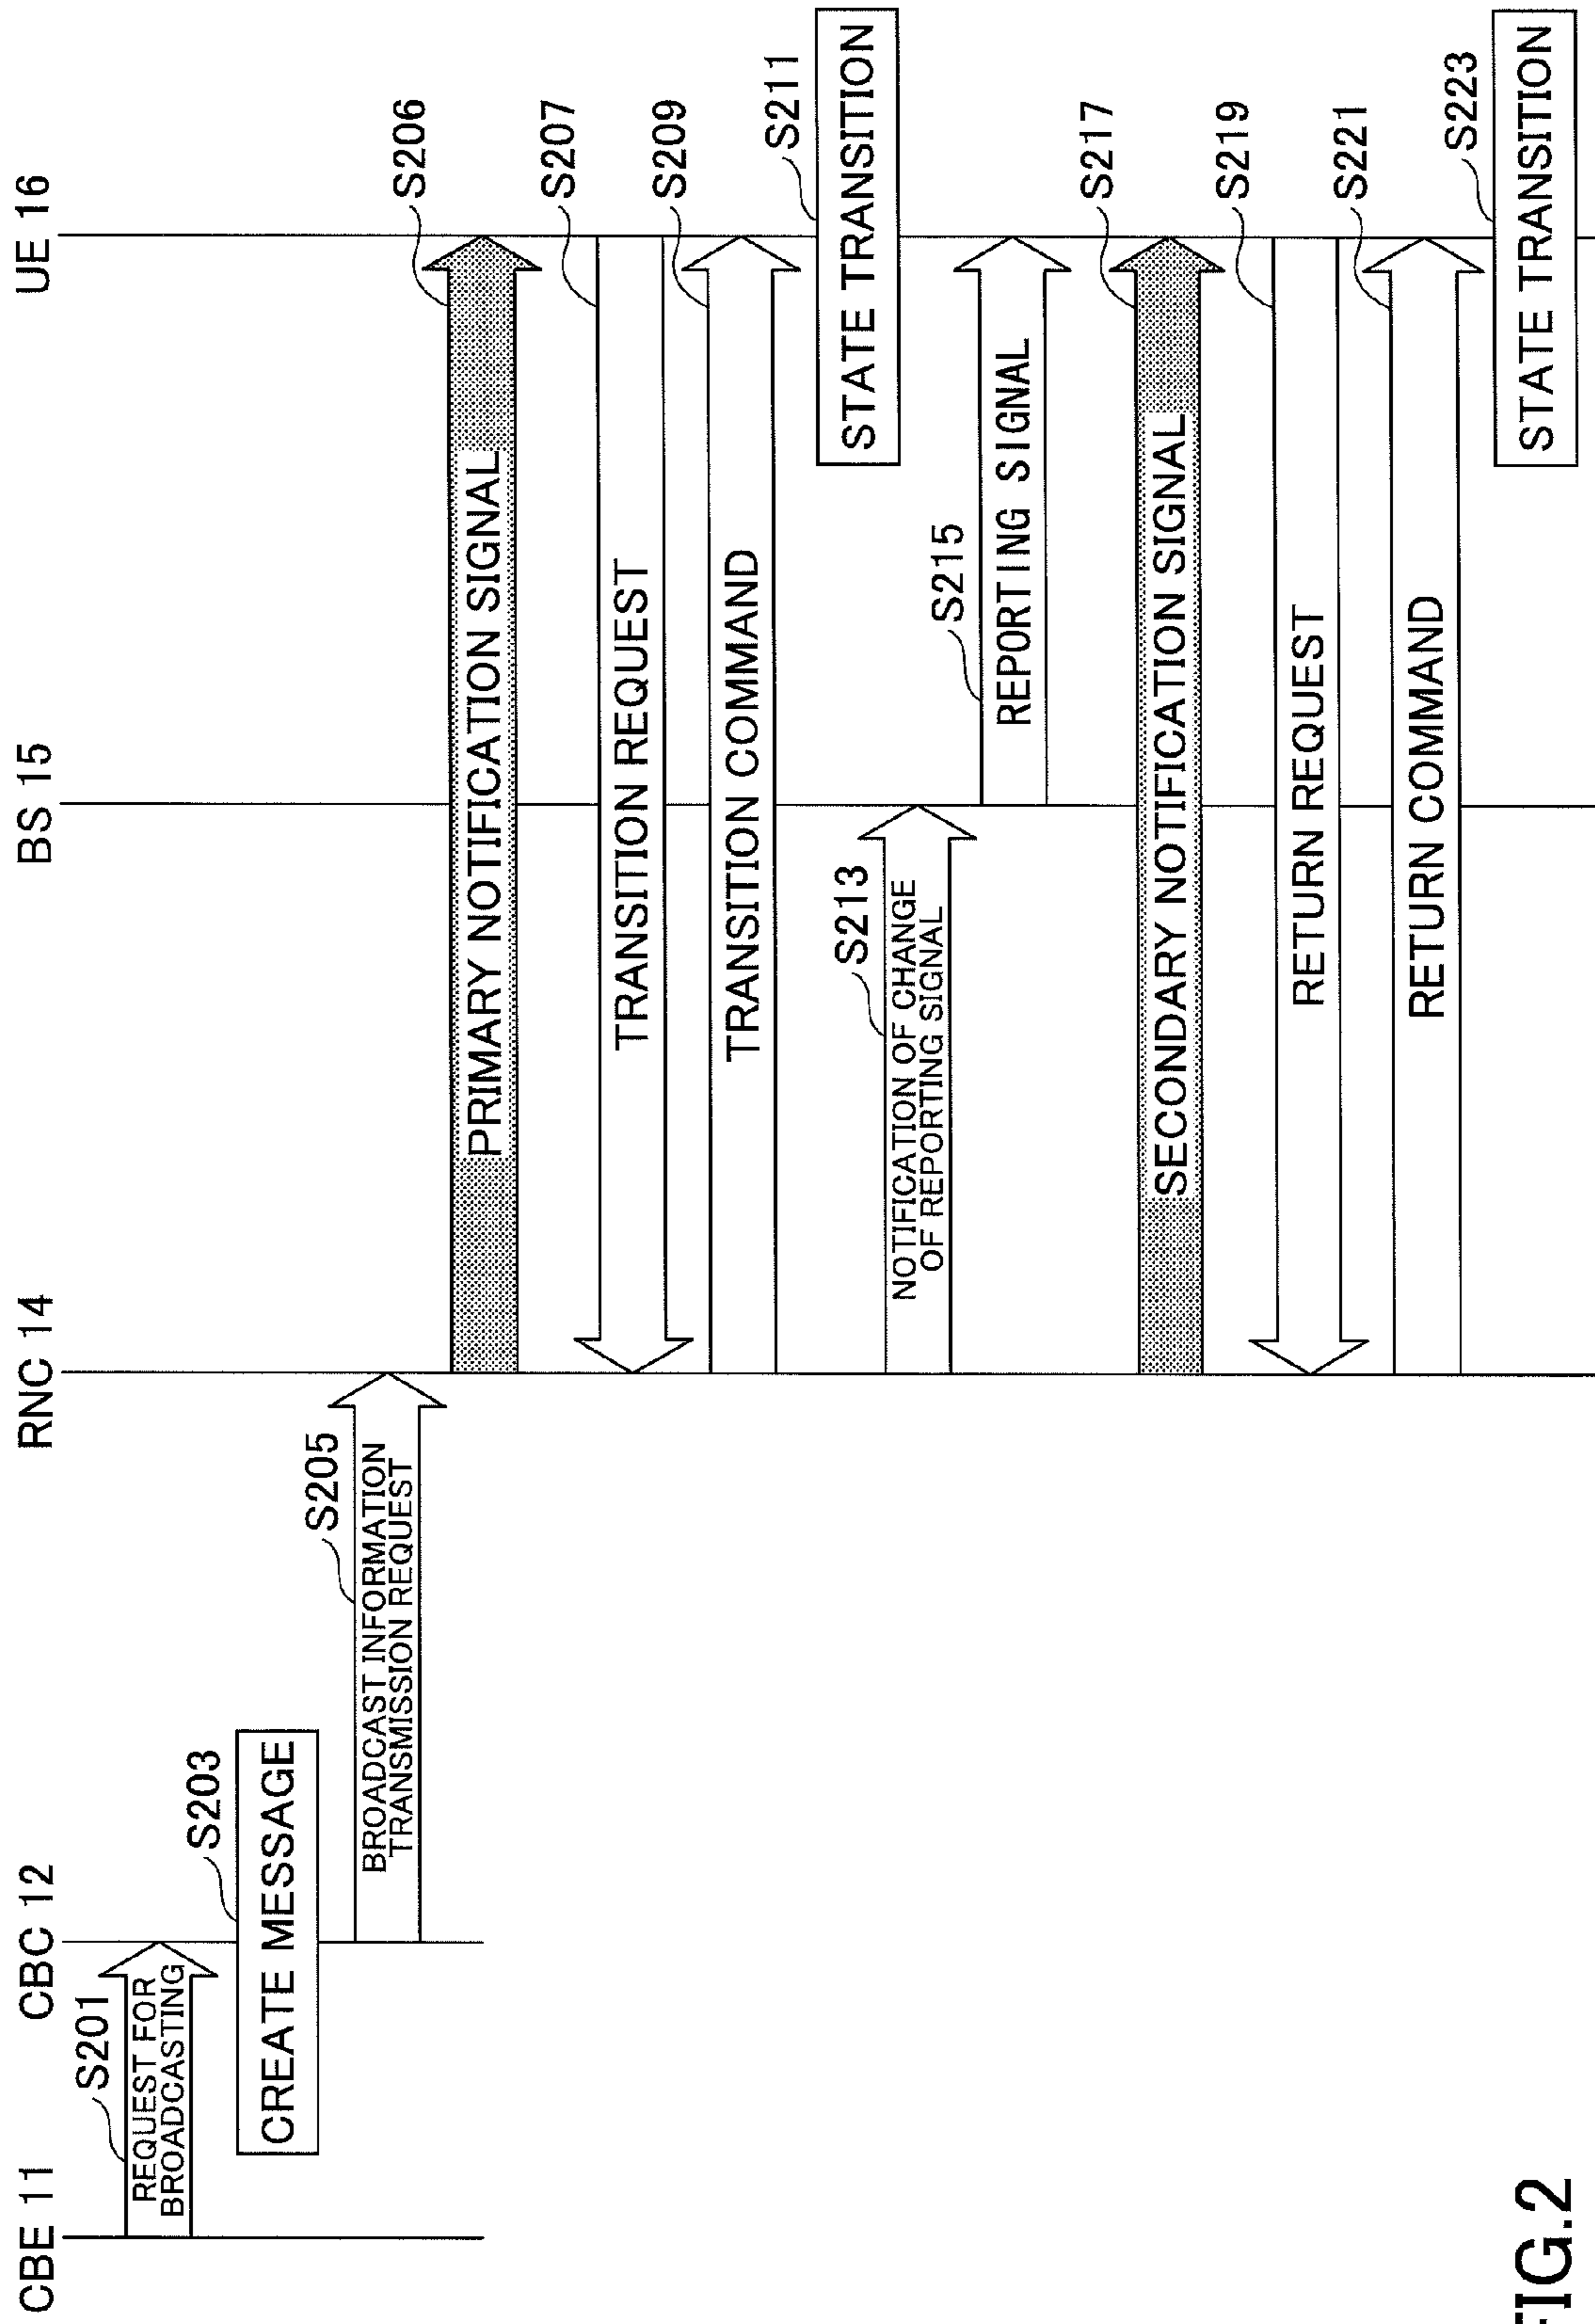 CBE 11
CBC 12
RNC 14
BS 15
UE 16
S201
REQUEST FOR
BROADCASTING
S203
CREATE MESSAGE
S205
BROADCAST INFORMATION
TRANSMISSION REQUEST
S206
PRIMARY NOTIFICATION SIGNAL
S207
TRANSITION REQUEST
S209
TRANSITION COMMAND
S211
STATE TRANSITION
S213
NOTIFICATION OF CHANGE
OF REPORTING SIGNAL
S215
REPORTING SIGNAL
S217
SECONDARY NOTIFICATION SIGNAL
S219
RETURN REQUEST
S221
RETURN COMMAND
S223
STATE TRANSITION
FIG.2